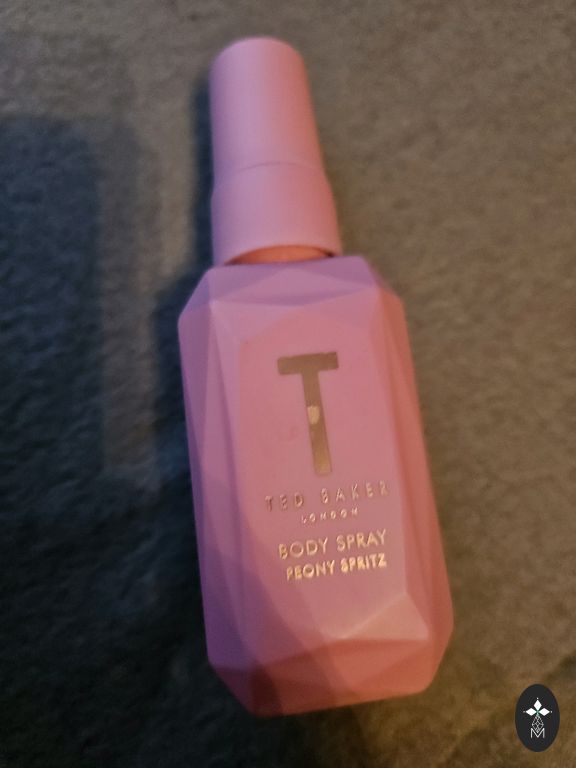 T
TED BAKER
LONDON
BODY SPRAY
PEONY SPRITZ
M